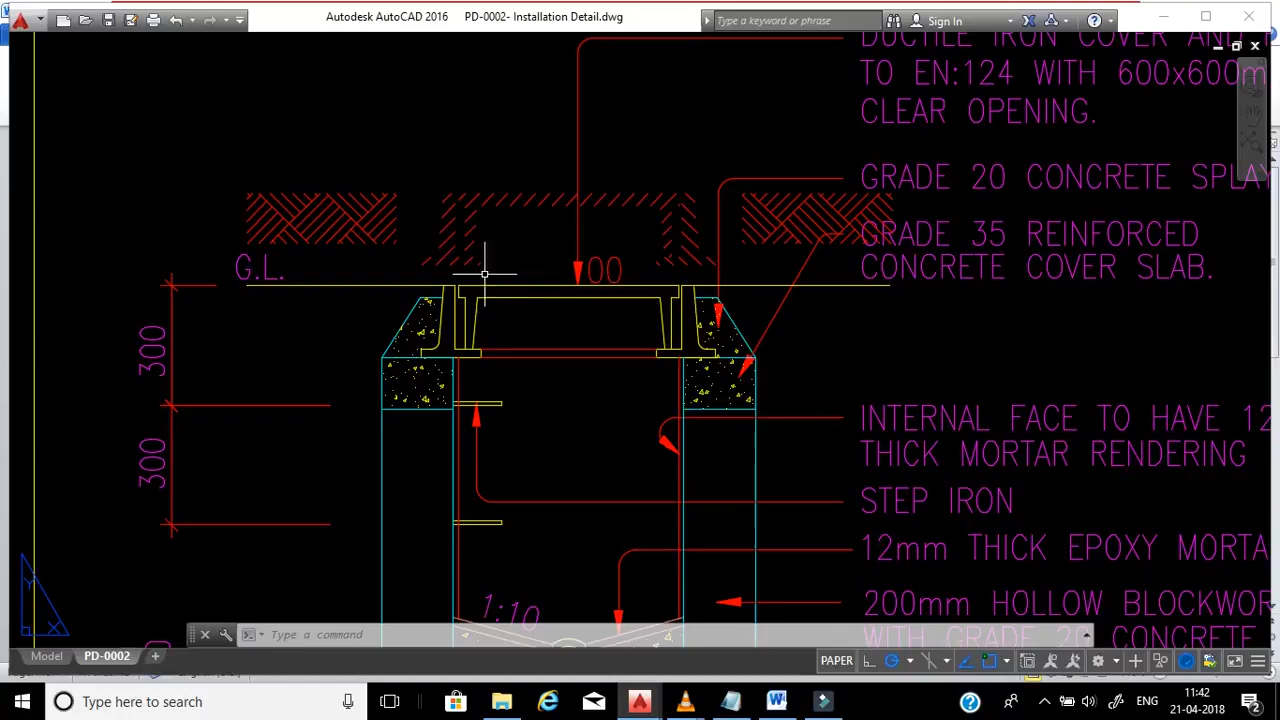 Autodesk AutoCAD 2016 PD-0002- Installation Detail.dwg
Type a keyword or phrase
Sign In
DUCTILE IRON COVER AND
TO EN:124 WITH 600x600m
CLEAR OPENING.
GRADE 20 CONCRETE SPLAY
GRADE 35 REINFORCED
CONCRETE COVER SLAB.
G.L.
00
300
300
INTERNAL FACE TO HAVE 12
THICK MORTAR RENDERING
STEP IRON
12mm THICK EPOXY MORTA
1:10
200mm HOLLOW BLOCKWOR
WITH GRADE 20 CONCRETE
Type a command
Model PD-0002
PAPER
Type here to search
ENG
11:42
21-04-2018
2